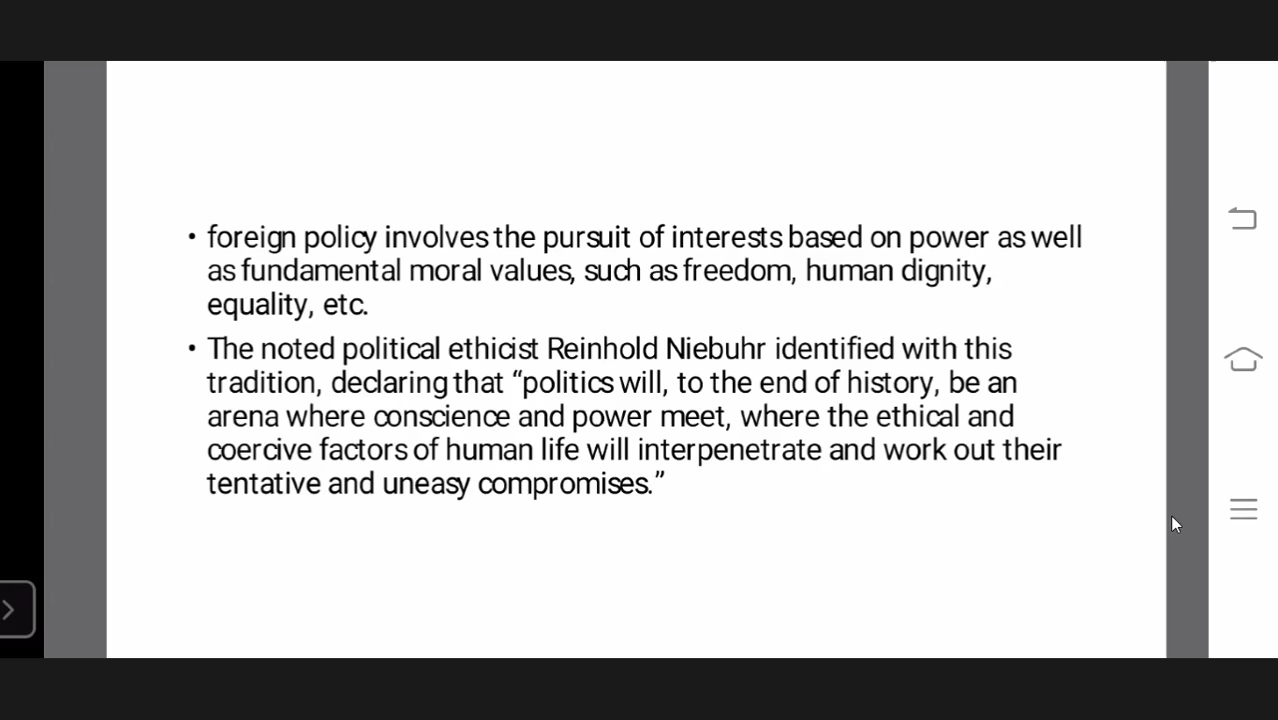 • foreign policy involves the pursuit of interests based on power as well
as fundamental moral values, such as freedom, human dignity,
equality, etc.
• The noted political ethicist Reinhold Niebuhr identified with this
tradition, declaring that “politics will, to the end of history, be an
arena where conscience and power meet, where the ethical and
coercive factors of human life will interpenetrate and work out their
tentative and uneasy compromises.”